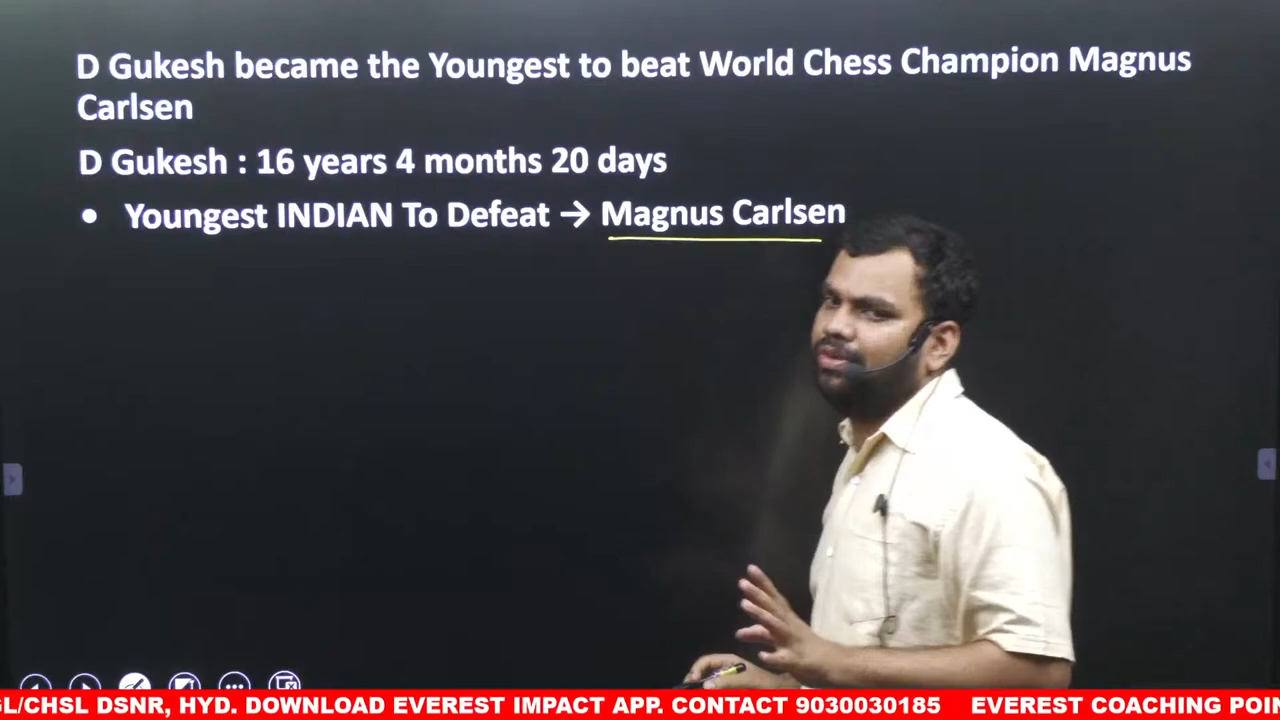 D Gukesh became the Youngest to beat World Chess Champion Magnus
Carlsen
D Gukesh : 16 years 4 months 20 days
• Youngest INDIAN To Defeat → Magnus Carlsen
GL/CHSL DSNR, HYD. DOWNLOAD EVEREST IMPACT APP. CONTACT 9030030185 EVEREST COACHING POIN